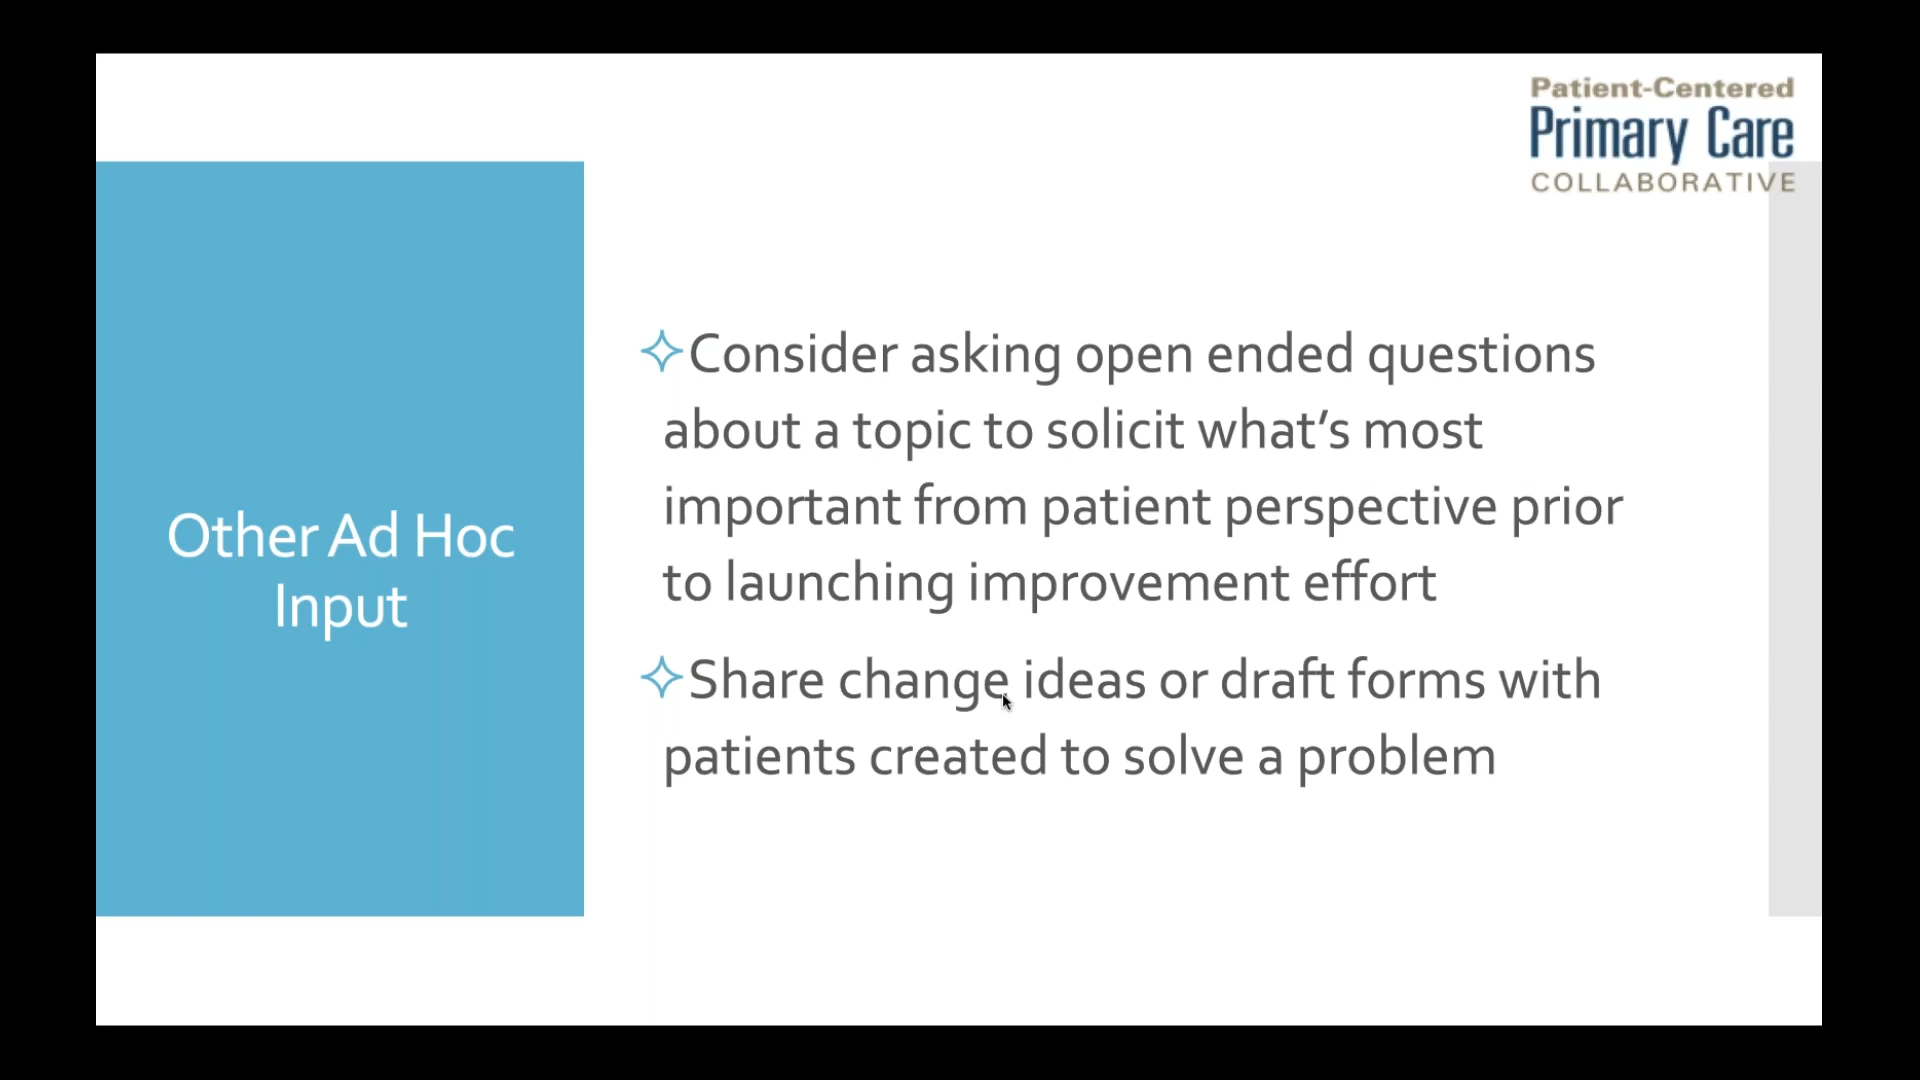 Patient-Centered
Primary Care
COLLABORATIVE
Other Ad Hoc
Input
Consider asking open ended questions
about a topic to solicit what’s most
important from patient perspective prior
to launching improvement effort
Share change ideas or draft forms with
patients created to solve a problem